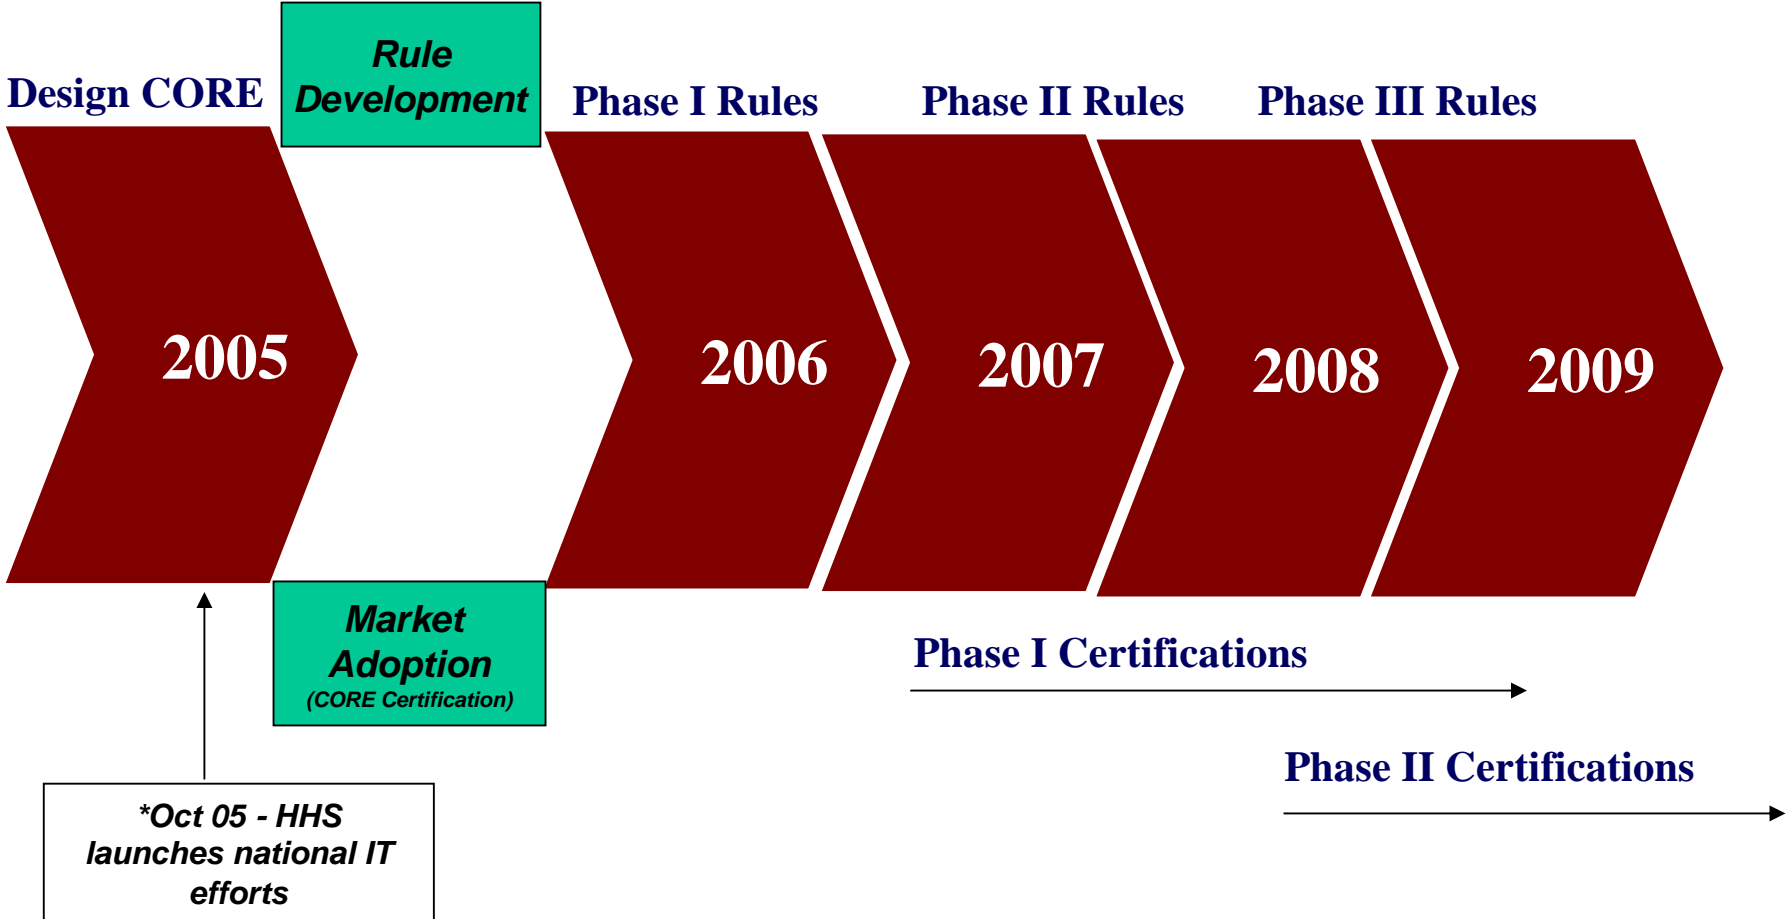 Design CORE
Rule
Development
Phase I Rules
Phase II Rules
Phase III Rules
2005
2006
2007
2008
2009
Market
Adoption
(CORE Certification)
Phase I Certifications
Phase II Certifications
*Oct 05 - HHS
launches national IT
efforts